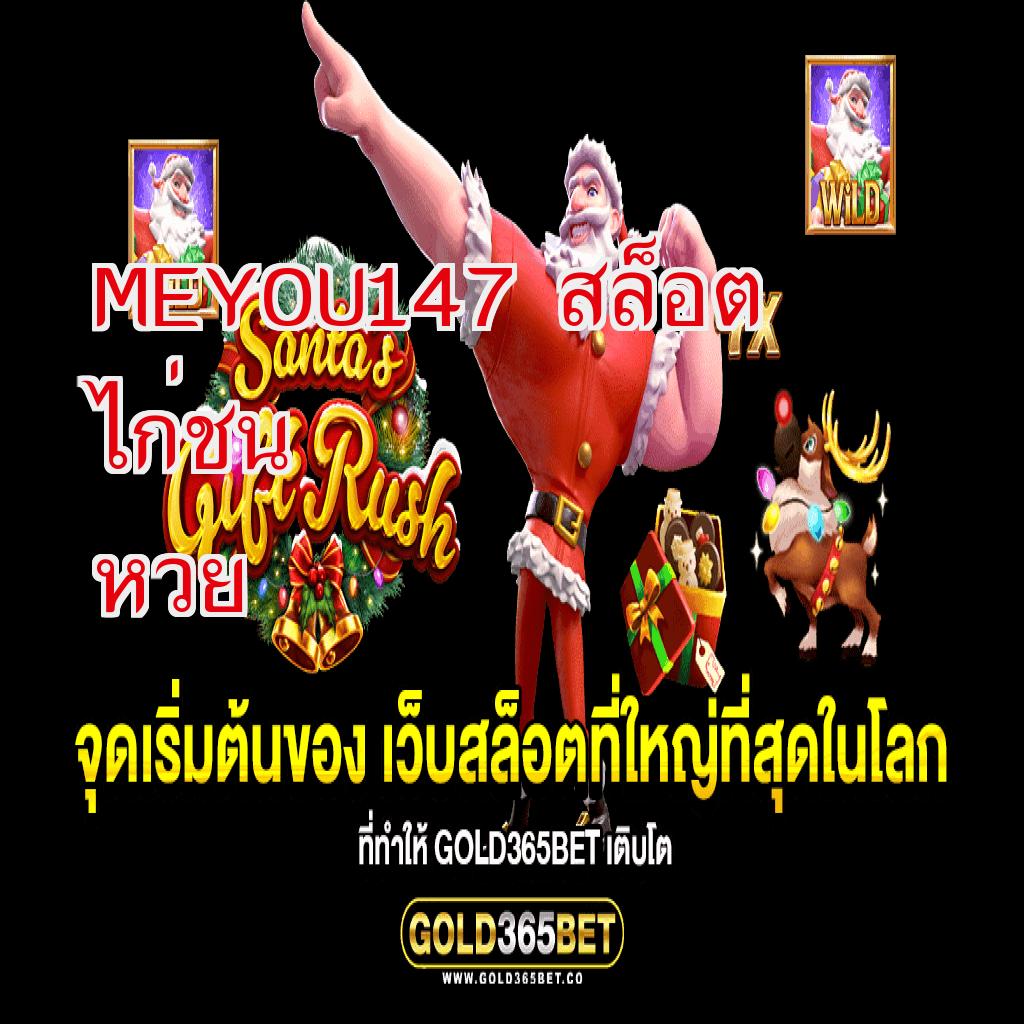 WILD
MEYOU147 สล็อต
ไก่ชน
หวย
Santa's
Gift Rush
จุดเริ่มต้นของ เว็บสล็อตที่ใหญ่ที่สุดในโลก
ที่ทำให้ GOLD365BET เติบโต
GOLD365BET
WWW.GOLD365BET.CO